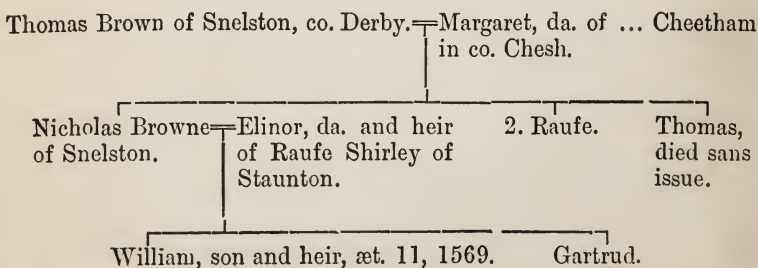 Thomas Brown of Snelston, co. Derby.═Margaret, da. of ... Cheetham
in co. Chesh.
Nicholas Browne═Elinor, da. and heir
of Snelston. of Raufe Shirley of
Staunton.
2. Raufe.
Thomas,
died sans
issue.
William, son and heir, æt. 11, 1569. Gartrud.